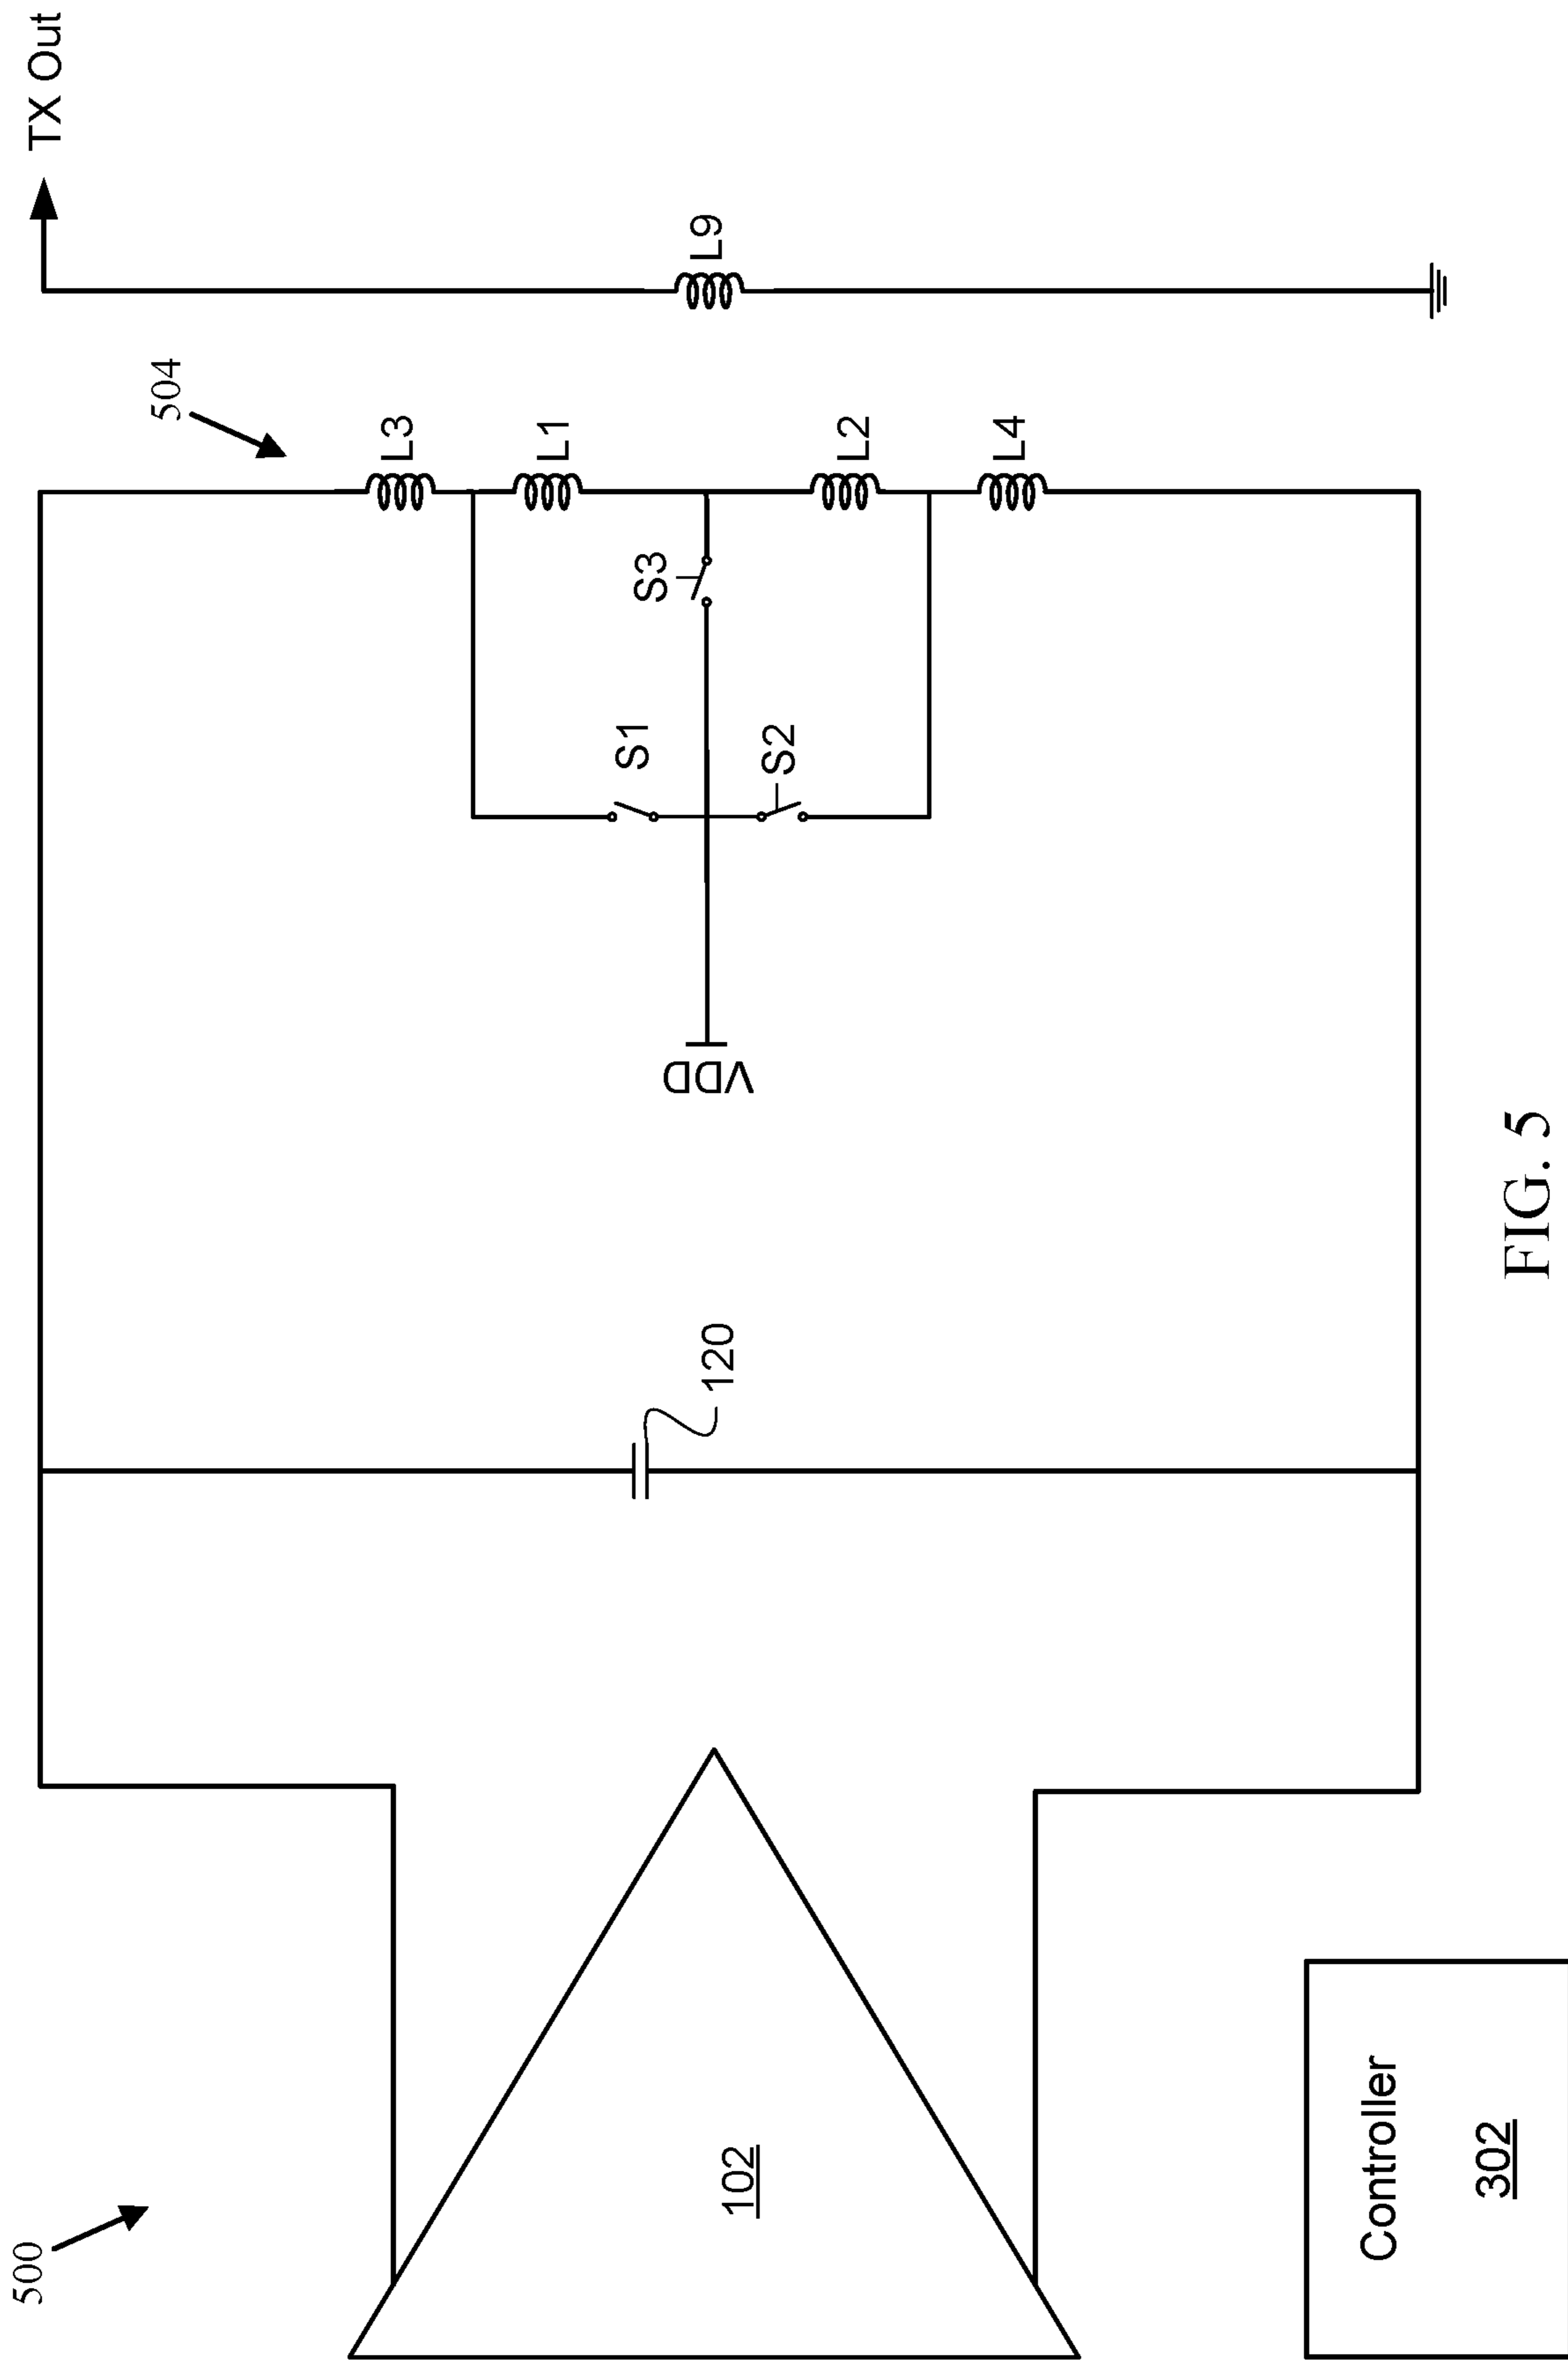 500
504
TX Out
L3
L1
L9
S3
S1
VDD
S2
L2
L4
120
102
Controller
302
FIG. 5